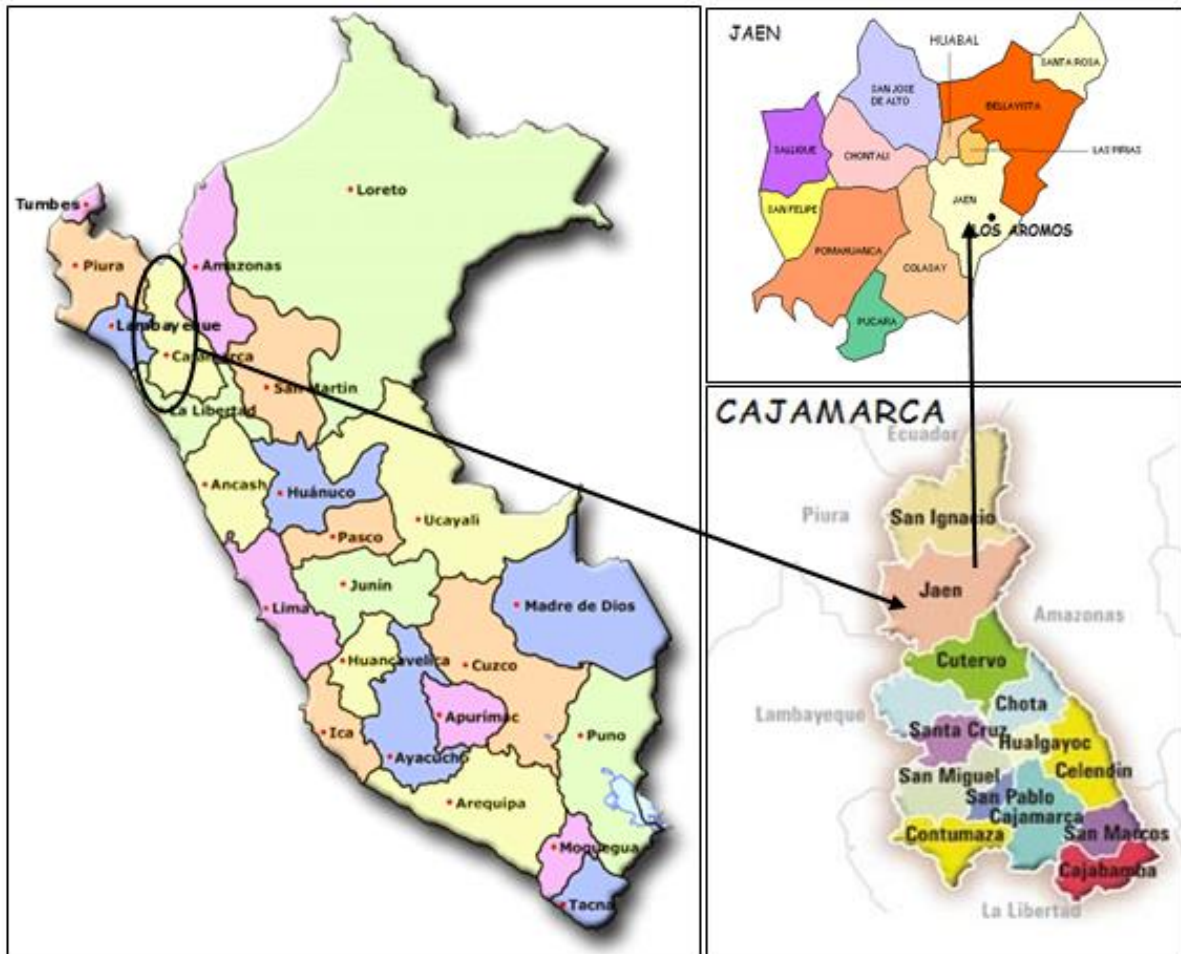 Loreto
Tumbes
Piura
Amazonas
Lambayeque
Cajamarca
San Martin
La Libertad
Ancash
Huánuco
Ucayali
Pasco
Junín
Lima
Madre de Dios
Huancavelica
Cuzco
Apurímac
Ica
Ayacucho
Puno
Arequipa
Moquegua
Tacna
JAEN
HUABAL
SANTA ROSA
SAN JOSE
DE ALTO
BELLAVISTA
SALLIQUE
CHONTALI
LAS PIRIAS
SAN FELIPE
JAEN
LOS AROMOS
POMAHUANCA
COLASAY
PUCARA
CAJAMARCA
Ecuador
Piura
San Ignacio
Jaen
Amazonas
Cutervo
Lambayeque
Chota
Santa Cruz
Hualgayoc
San Miguel
Celendin
San Pablo
Cajamarca
Contumaza
San Marcos
Cajabamba
La Libertad